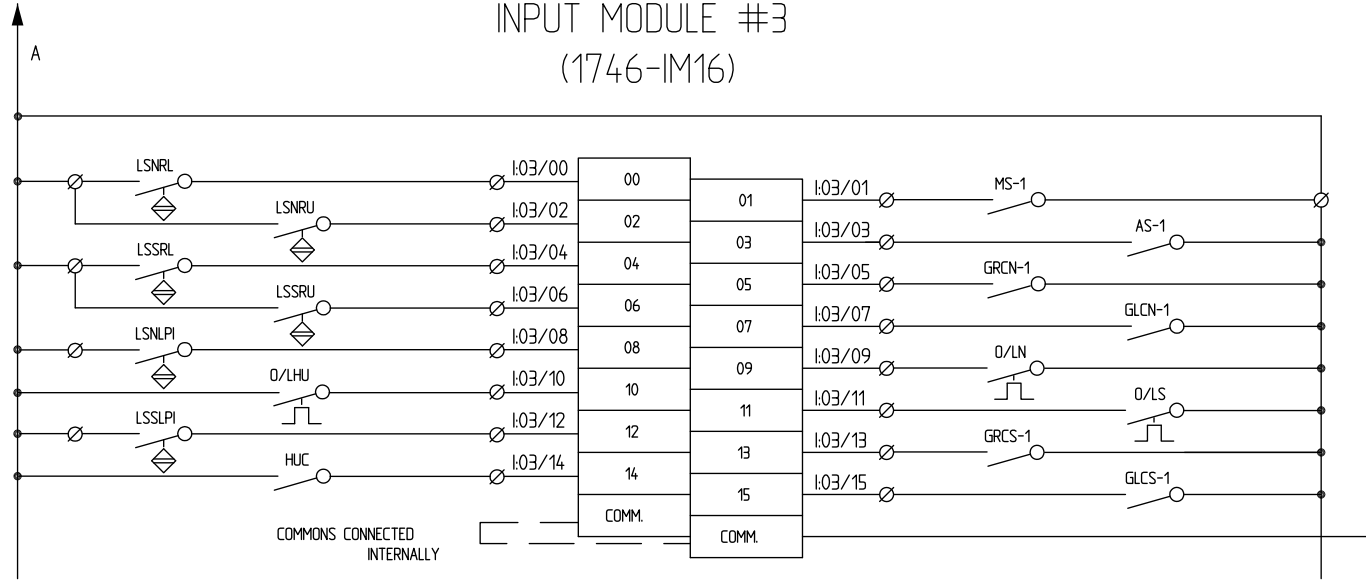 INPUT MODULE #3
(1746-IM16)
A
LSNRL
I:03/00
00
I:03/01
MS-1
01
LSNRU
I:03/02
02
I:03/03
AS-1
03
LSSRL
I:03/04
04
I:03/05
GRCN-1
05
LSSRU
I:03/06
06
I:03/07
GLCN-1
07
LSNLPI
I:03/08
08
I:03/09
O/LN
09
O/LHU
I:03/10
10
I:03/11
O/LS
11
LSSLPI
I:03/12
12
I:03/13
GRCS-1
13
HUC
I:03/14
14
I:03/15
GLCS-1
15
COMM.
COMM.
COMMONS CONNECTED
INTERNALLY